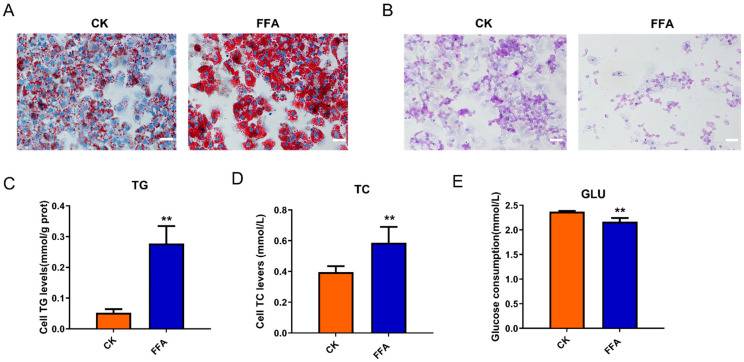 A
CK
FFA
B
CK
FFA
C
TG
Cell TG levels(mmol/g prot)
0.4
0.3
0.2
0.1
0.0
**
CK
FFA
D
TC
Cell TC levers (mmol/L)
0.8
0.6
0.4
0.2
0.0
**
CK
FFA
E
GLU
Glucose consumption(mmol/L)
2.5
2.0
1.5
1.0
0.5
0.0
**
CK
FFA